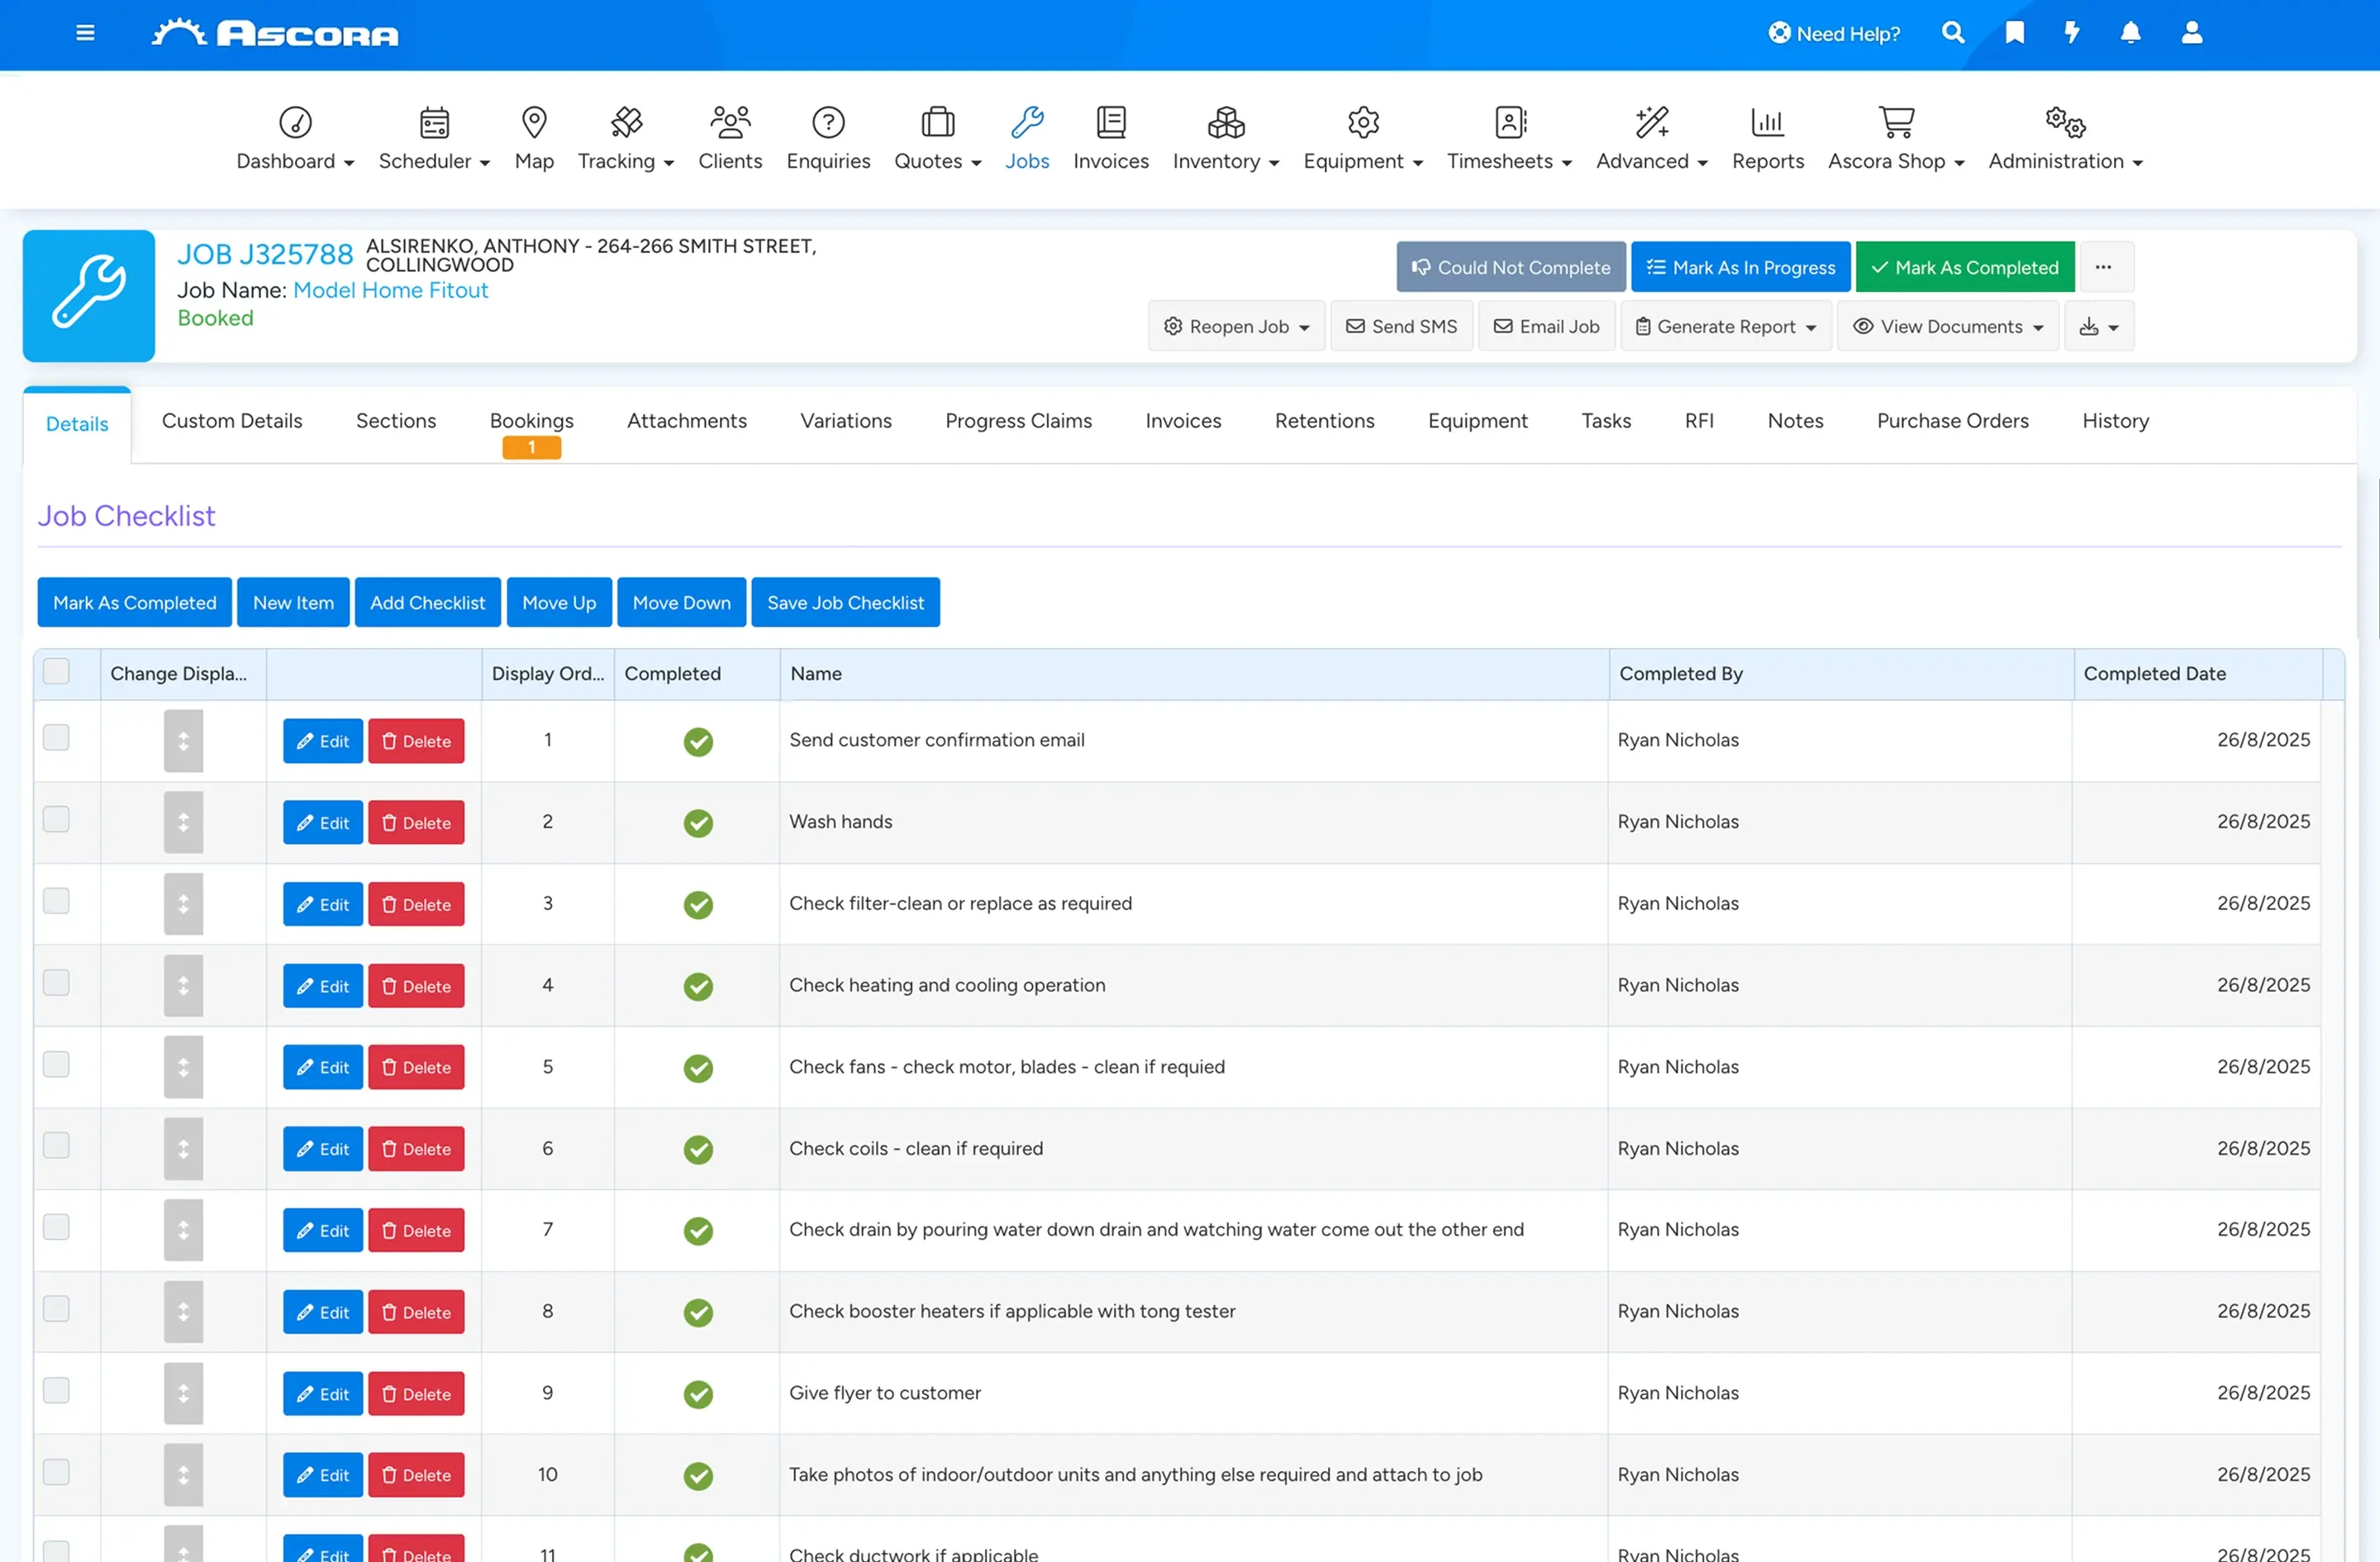 ASCORA
Need Help?
Dashboard Scheduler Map Tracking Clients Enquiries Quotes Jobs Invoices Inventory Equipment Timesheets Advanced Reports Ascora Shop Administration
JOB J325788 ALSIRENKO, ANTHONY - 264-266 SMITH STREET,
COLLINGWOOD
Job Name: Model Home Fitout
Booked
Could Not Complete Mark As In Progress Mark As Completed ...
Reopen Job Send SMS Email Job Generate Report View Documents
Details Custom Details Sections Bookings Attachments Variations Progress Claims Invoices Retentions Equipment Tasks RFI Notes Purchase Orders History
1
Job Checklist
Mark As Completed New Item Add Checklist Move Up Move Down Save Job Checklist
Change Displa... Display Ord... Completed Name Completed By Completed Date
Edit Delete 1 Send customer confirmation email Ryan Nicholas 26/8/2025
Edit Delete 2 Wash hands Ryan Nicholas 26/8/2025
Edit Delete 3 Check filter-clean or replace as required Ryan Nicholas 26/8/2025
Edit Delete 4 Check heating and cooling operation Ryan Nicholas 26/8/2025
Edit Delete 5 Check fans - check motor, blades - clean if requied Ryan Nicholas 26/8/2025
Edit Delete 6 Check coils - clean if required Ryan Nicholas 26/8/2025
Edit Delete 7 Check drain by pouring water down drain and watching water come out the other end Ryan Nicholas 26/8/2025
Edit Delete 8 Check booster heaters if applicable with tong tester Ryan Nicholas 26/8/2025
Edit Delete 9 Give flyer to customer Ryan Nicholas 26/8/2025
Edit Delete 10 Take photos of indoor/outdoor units and anything else required and attach to job Ryan Nicholas 26/8/2025
Edit Delete 11 Check ductwork if applicable Ryan Nicholas 26/8/2025